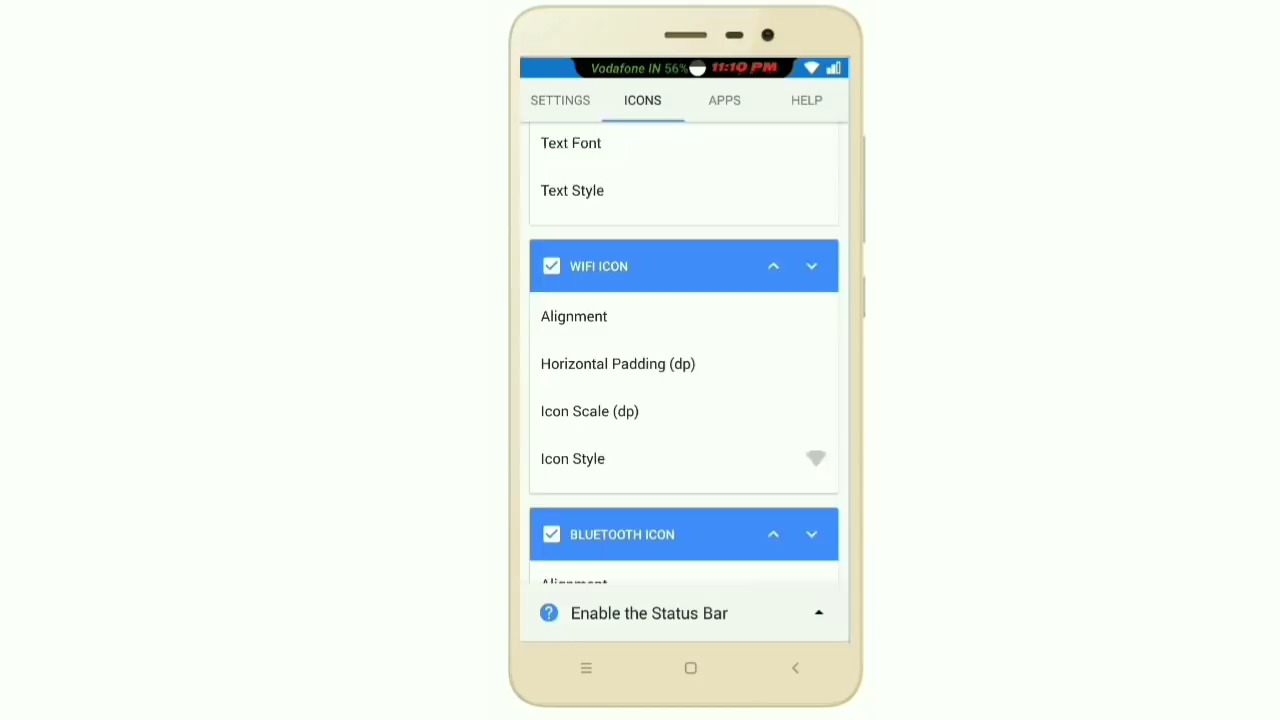 Vodafone IN 56% 11:10 PM
SETTINGS ICONS APPS HELP
Text Font
Text Style
WIFI ICON
Alignment
Horizontal Padding (dp)
Icon Scale (dp)
Icon Style
BLUETOOTH ICON
Alignment
? Enable the Status Bar